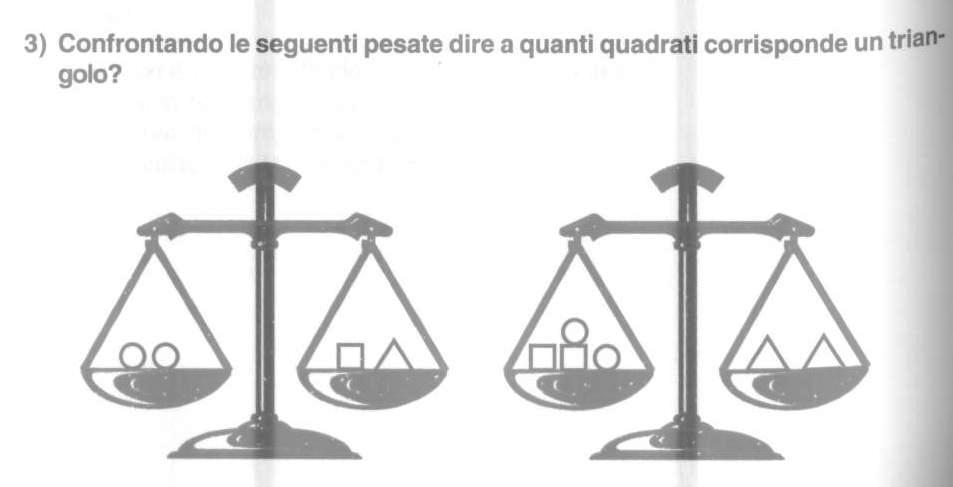 3) Confrontando le seguenti pesate dire a quanti quadrati corrisponde un trian-
golo?